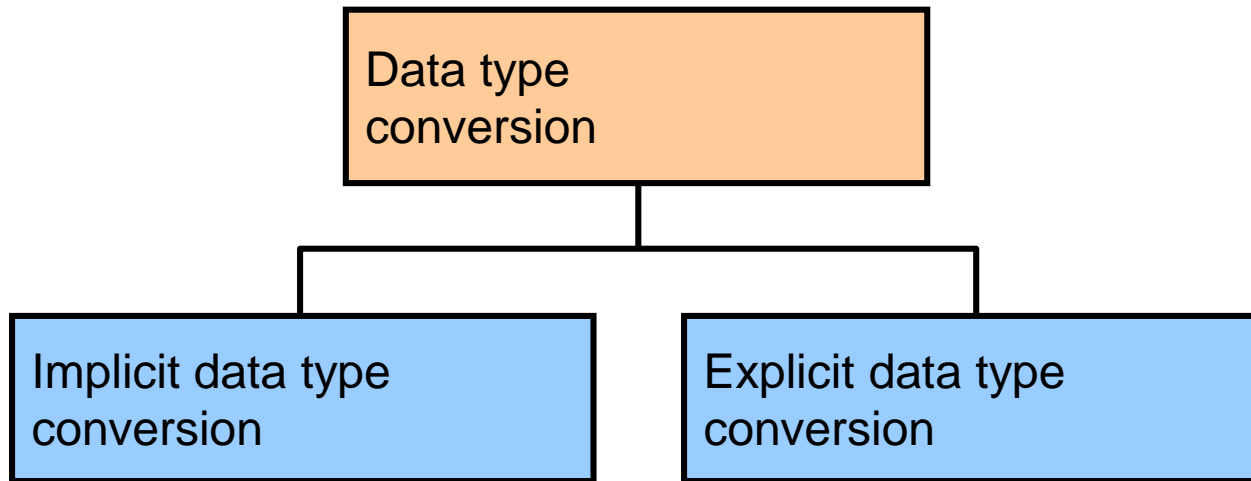 Data type
conversion
Implicit data type
conversion
Explicit data type
conversion